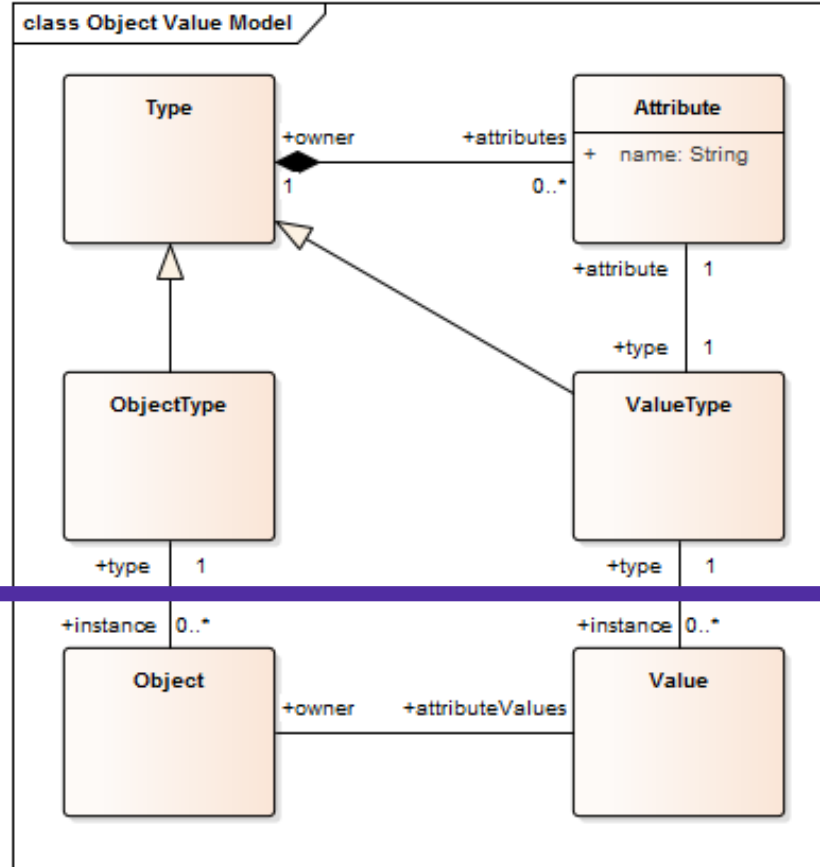 class Object Value Model
Type
Attribute
+owner
+attributes
+ name: String
1
0..*
+attribute 1
+type 1
ObjectType
ValueType
+type 1
+type 1
+instance 0..*
+instance 0..*
Object
Value
+owner
+attributeValues